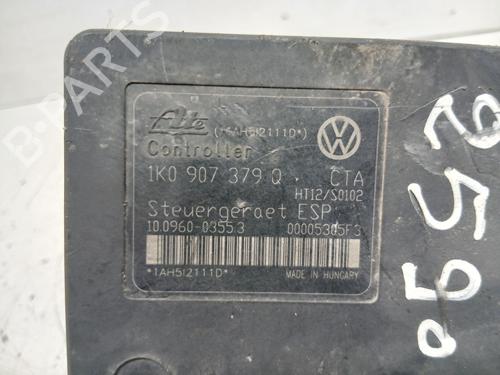 Ate (*6AH5I2111D*)
Controller
1K0 907 379 Q CTA
HT12/S0102
Steuergeraet ESP
10.0960-0355.3 00005305F3
*1AH5I2111D*
MADE IN HUNGARY
B-Parts